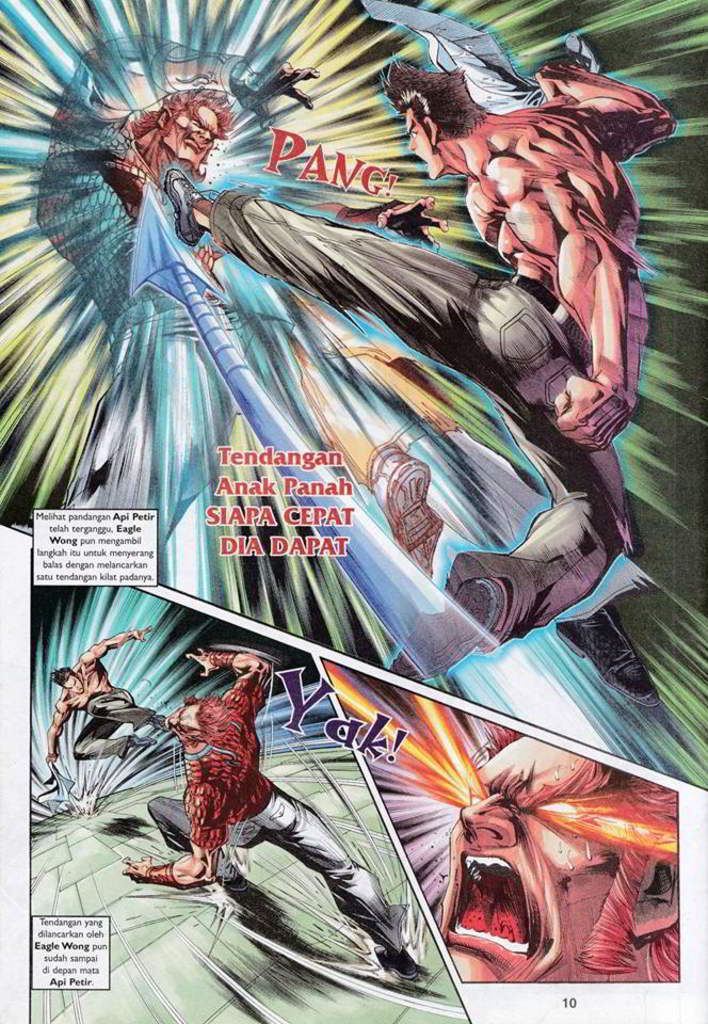 PANG!
Tendangan
Anak Panah
SIAPA CEPAT
DIA DAPAT
Melihat pandangan Api Petir
telah terganggu, Eagle
Wong pun mengambil
langkah itu untuk menyerang
balas dengan melancarkan
satu tendangan kilat padanya.
Yak!
Tendangan yang
dilancarkan oleh
Eagle Wong pun
sudah sampai
di depan mata
Api Petir.
10